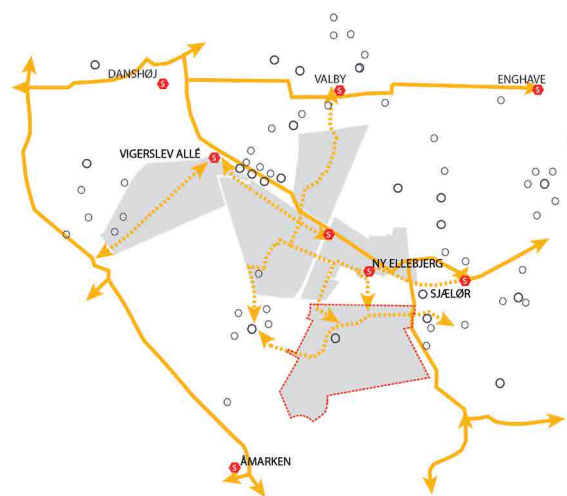 DANSHØJ
VALBY
ENGHAVE
VIGERSLEV ALLÉ
NY ELLEBJERG
SJÆLØR
ÅMARKEN
S
S
S
S
S
S
S
S